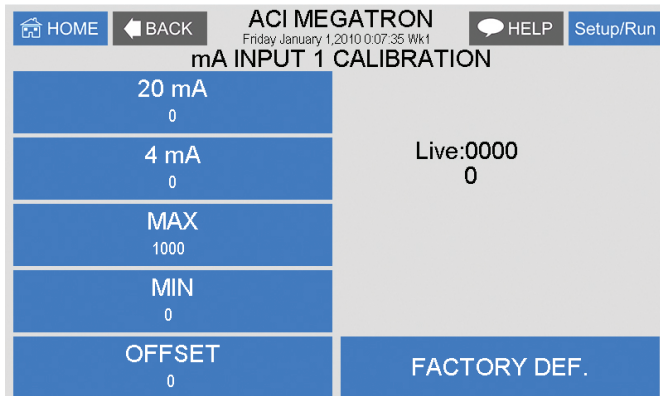 HOME
BACK
ACI MEGATRON
Friday January 1,2010 0:07:35 Wk1
HELP
Setup/Run
mA INPUT 1 CALIBRATION
20 mA
0
4 mA
0
MAX
1000
MIN
0
OFFSET
0
Live:0000
0
FACTORY DEF.